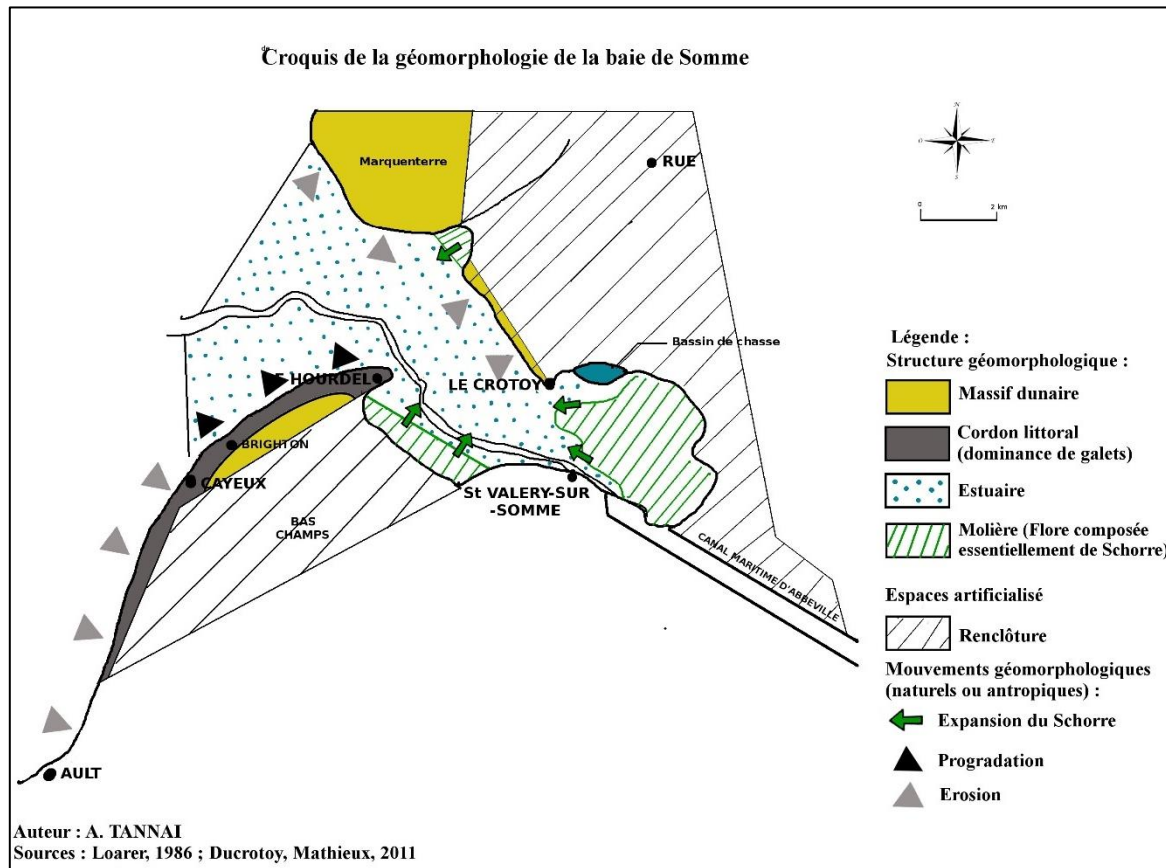 de
Croquis de la géomorphologie de la baie de Somme
N
O
E
S
0
2 km
Marquenterre
RUE
Bassin de chasse
LE CROTOY
LE HOURDEL
BRIGHTON
CAYEUX
BAS
CHAMPS
St VALERY-SUR
-SOMME
CANAL MARITIME D'ABBEVILLE
AULT
Légende :
Structure géomorphologique :
Massif dunaire
Cordon littoral
(dominance de galets)
Estuaire
Molière (Flore composée
essentiellement de Schorre)
Espaces artificialisé
Renclôture
Mouvements géomorphologiques
(naturels ou antropiques) :
Expansion du Schorre
Progradation
Erosion
Auteur : A. TANNAI
Sources : Loarer, 1986 ; Ducrotoy, Mathieux, 2011